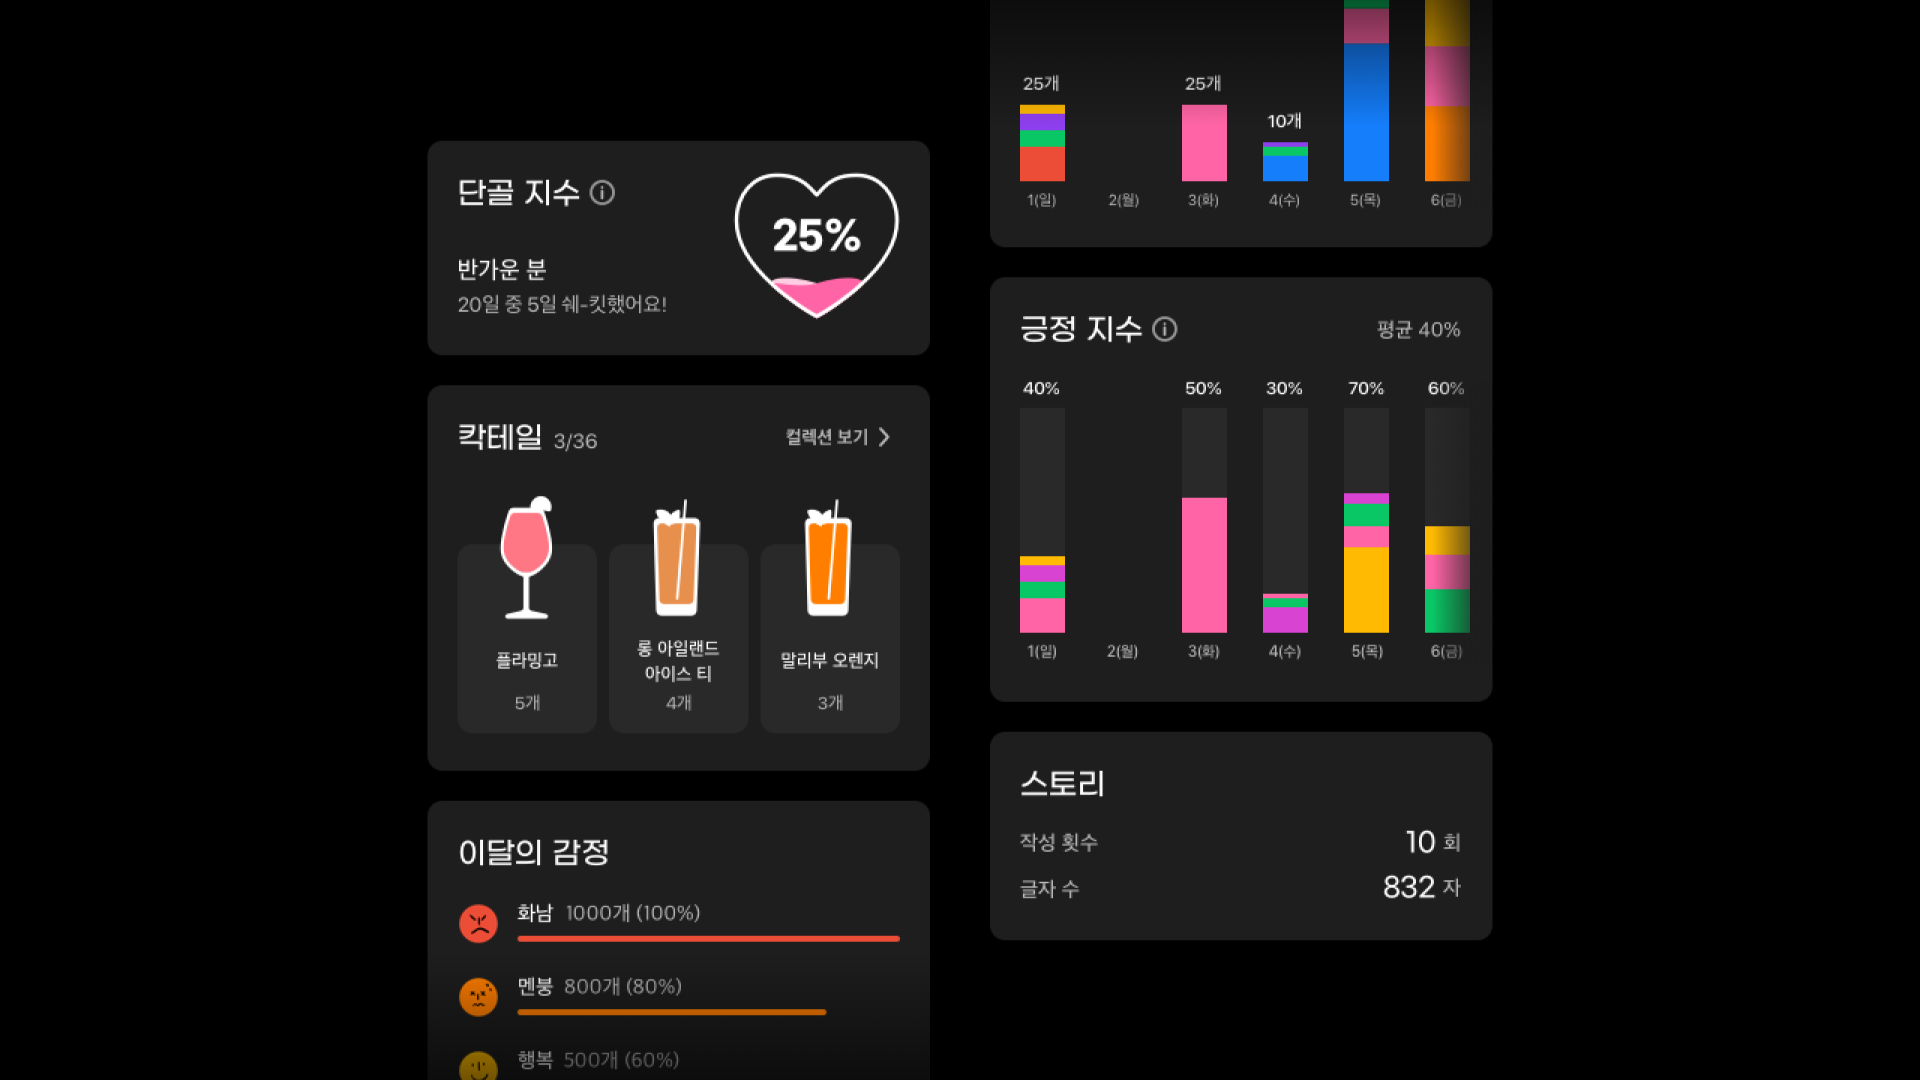 단골 지수
25%
반가운 분
20일 중 5일 쉐-킷했어요!
칵테일 3/36
컬렉션 보기
플라밍고
5개
롱 아일랜드
아이스 티
4개
말리부 오렌지
3개
이달의 감정
화남 1000개 (100%)
멘붕 800개 (80%)
행복 500개 (60%)
25개
25개
10개
1(일)
2(월)
3(화)
4(수)
5(목)
6(금)
긍정 지수
평균 40%
40%
50%
30%
70%
60%
1(일)
2(월)
3(화)
4(수)
5(목)
6(금)
스토리
작성 횟수
10 회
글자 수
832 자